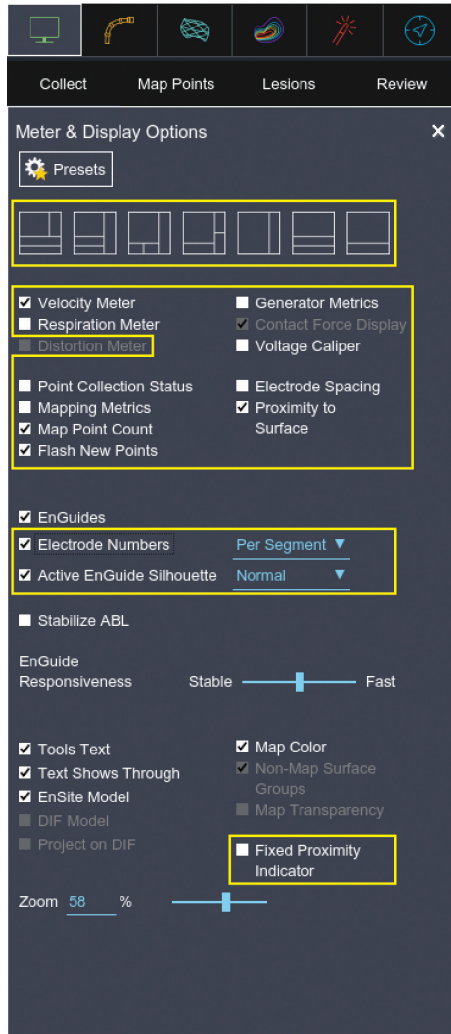 Collect Map Points Lesions Review
Meter & Display Options
Presets
Velocity Meter
Respiration Meter
Distortion Meter
Generator Metrics
Contact Force Display
Voltage Caliper
Point Collection Status
Mapping Metrics
Map Point Count
Flash New Points
Electrode Spacing
Proximity to
Surface
EnGuides
Electrode Numbers Per Segment
Active EnGuide Silhouette Normal
Stabilize ABL
EnGuide
Responsiveness Stable Fast
Tools Text
Text Shows Through
EnSite Model
DIF Model
Project on DIF
Map Color
Non-Map Surface
Groups
Map Transparency
Fixed Proximity
Indicator
Zoom 58 %